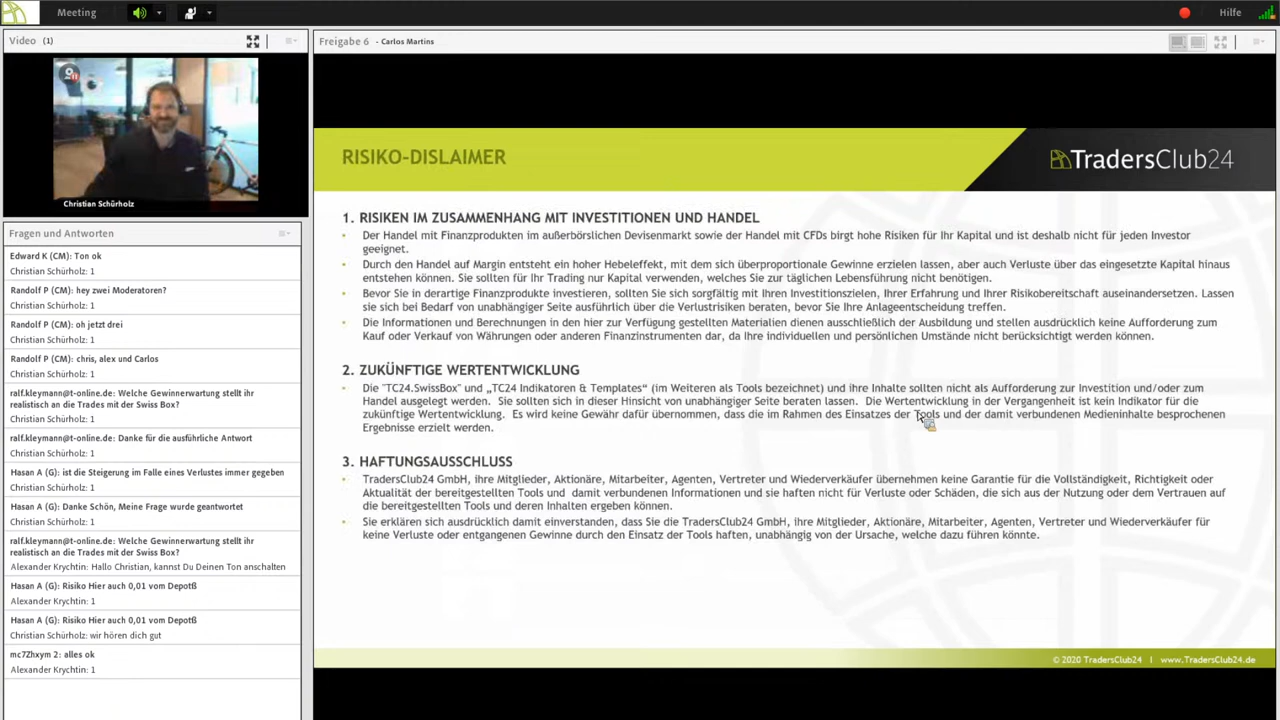 Meeting
Hilfe
Video (1)
Christian Schürholz
Fragen und Antworten
Edward K (CM): Ton ok
Christian Schürholz: 1
Randolf P (CM): hey zwei Moderatoren?
Christian Schürholz: 1
Randolf P (CM): oh jetzt drei
Christian Schürholz: 1
Randolf P (CM): chris, alex und Carlos
Christian Schürholz: 1
ralf.kleymann@t-online.de: Welche Gewinnerwartung stellt ihr
realistisch an die Trades mit der Swiss Box?
Christian Schürholz: 1
ralf.kleymann@t-online.de: Danke für die ausführliche Antwort
Christian Schürholz: 1
Hasan A (G): ist die Steigerung im Falle eines Verlustes immer gegeben
Christian Schürholz: 1
Hasan A (G): Danke Schön, Meine Frage wurde geantwortet
Christian Schürholz: 1
ralf.kleymann@t-online.de: Welche Gewinnerwartung stellt ihr
realistisch an die Trades mit der Swiss Box?
Alexander Krychtin: Hallo Christian, kannst Du Deinen Ton anschalten
Hasan A (G): Risiko Hier auch 0,01 vom Depotß
Alexander Krychtin: 1
Hasan A (G): Risiko Hier auch 0,01 vom Depotß
Christian Schürholz: wir hören dich gut
mc7Zhxym 2: alles ok
Alexander Krychtin: 1
Freigabe 6 - Carlos Martins
RISIKO-DISLAIMER
TradersClub24
1. RISIKEN IM ZUSAMMENHANG MIT INVESTITIONEN UND HANDEL
• Der Handel mit Finanzprodukten im außerbörslichen Devisenmarkt sowie der Handel mit CFDs birgt hohe Risiken für Ihr Kapital und ist deshalb nicht für jeden Investor
geeignet.
• Durch den Handel auf Margin entsteht ein hoher Hebeleffekt, mit dem sich überproportionale Gewinne erzielen lassen, aber auch Verluste über das eingesetzte Kapital hinaus
entstehen können. Sie sollten für Ihr Trading nur Kapital verwenden, welches Sie zur täglichen Lebensführung nicht benötigen.
• Bevor Sie in derartige Finanzprodukte investieren, sollten Sie sich sorgfältig mit Ihren Investitionszielen, Ihrer Erfahrung und Ihrer Risikobereitschaft auseinandersetzen. Lassen
sie sich bei Bedarf von unabhängiger Seite ausführlich über die Verlustrisiken beraten, bevor Sie Ihre Anlageentscheidung treffen.
• Die Informationen und Berechnungen in den hier zur Verfügung gestellten Materialien dienen ausschließlich der Ausbildung und stellen ausdrücklich keine Aufforderung zum
Kauf oder Verkauf von Währungen oder anderen Finanzinstrumenten dar, da Ihre individuellen und persönlichen Umstände nicht berücksichtigt werden können.
2. ZUKÜNFTIGE WERTENTWICKLUNG
• Die "TC24.SwissBox" und „TC24 Indikatoren & Templates“ (im Weiteren als Tools bezeichnet) und ihre Inhalte sollten nicht als Aufforderung zur Investition und/oder zum
Handel ausgelegt werden. Sie sollten sich in dieser Hinsicht von unabhängiger Seite beraten lassen. Die Wertentwicklung in der Vergangenheit ist kein Indikator für die
zukünftige Wertentwicklung. Es wird keine Gewähr dafür übernommen, dass die im Rahmen des Einsatzes der Tools und der damit verbundenen Medieninhalte besprochenen
Ergebnisse erzielt werden.
3. HAFTUNGSAUSSCHLUSS
• TradersClub24 GmbH, ihre Mitglieder, Aktionäre, Mitarbeiter, Agenten, Vertreter und Wiederverkäufer übernehmen keine Garantie für die Vollständigkeit, Richtigkeit oder
Aktualität der bereitgestellten Tools und damit verbundenen Informationen und sie haften nicht für Verluste oder Schäden, die sich aus der Nutzung oder dem Vertrauen auf
die bereitgestellten Tools und deren Inhalten ergeben können.
• Sie erklären sich ausdrücklich damit einverstanden, dass Sie die TradersClub24 GmbH, ihre Mitglieder, Aktionäre, Mitarbeiter, Agenten, Vertreter und Wiederverkäufer für
keine Verluste oder entgangenen Gewinne durch den Einsatz der Tools haften, unabhängig von der Ursache, welche dazu führen könnte.
© 2020 TradersClub24 | www.TradersClub24.de